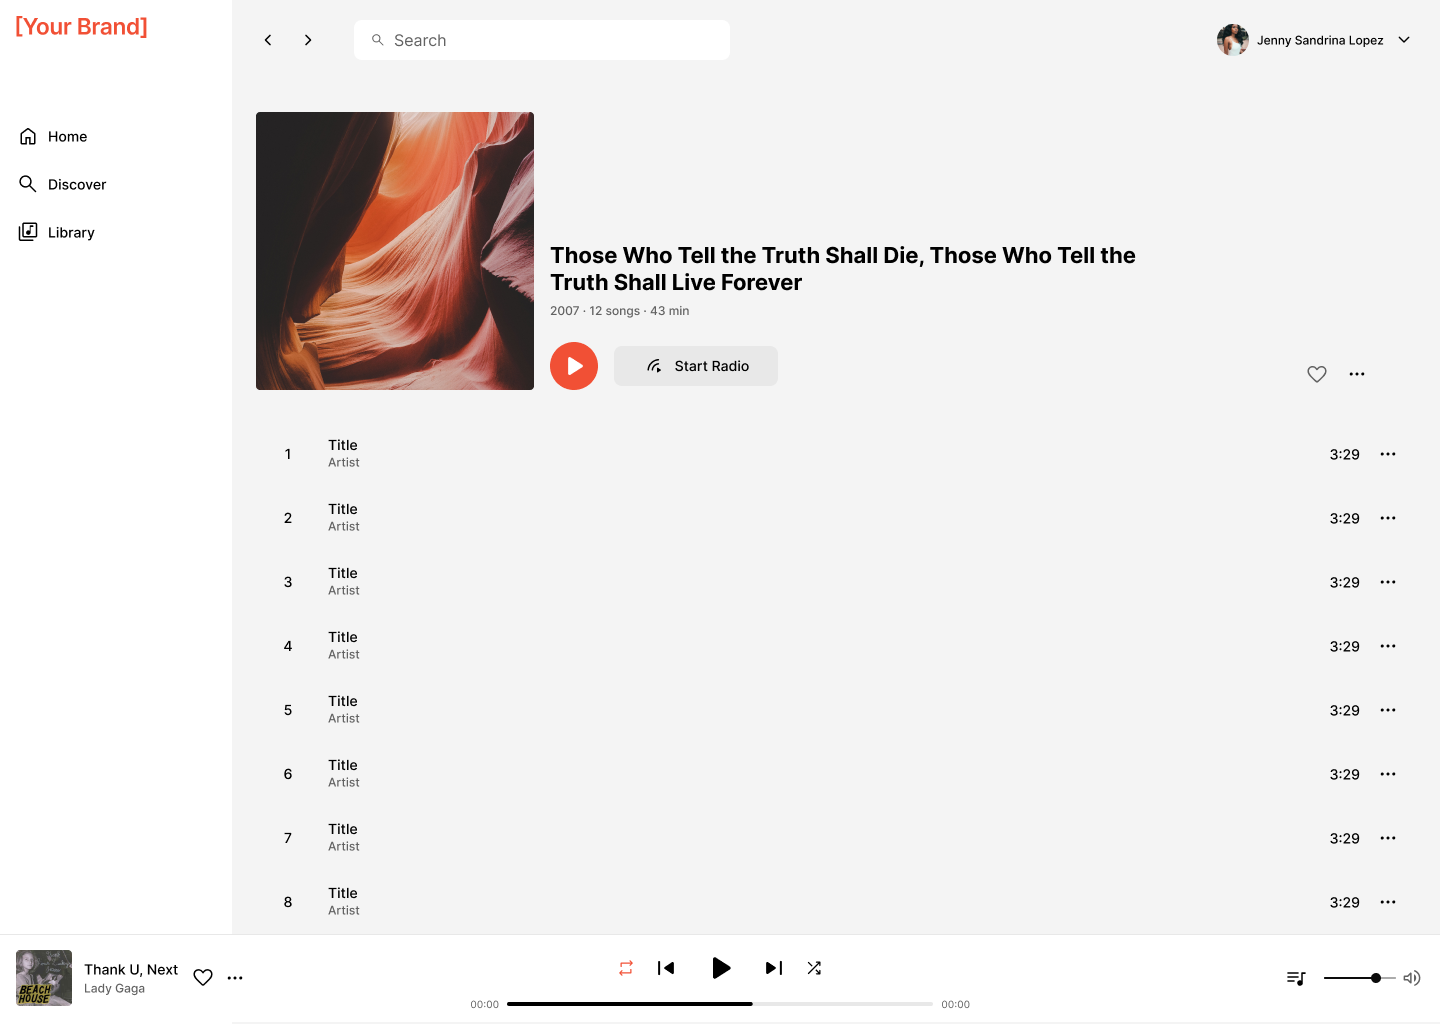 [Your Brand]
Search
Jenny Sandrina Lopez
Home
Discover
Library
Those Who Tell the Truth Shall Die, Those Who Tell the
Truth Shall Live Forever
2007 · 12 songs · 43 min
Start Radio
1 Title 3:29
Artist
2 Title 3:29
Artist
3 Title 3:29
Artist
4 Title 3:29
Artist
5 Title 3:29
Artist
6 Title 3:29
Artist
7 Title 3:29
Artist
8 Title 3:29
Artist
BEACH
HOUSE
Thank U, Next
Lady Gaga
00:00 00:00